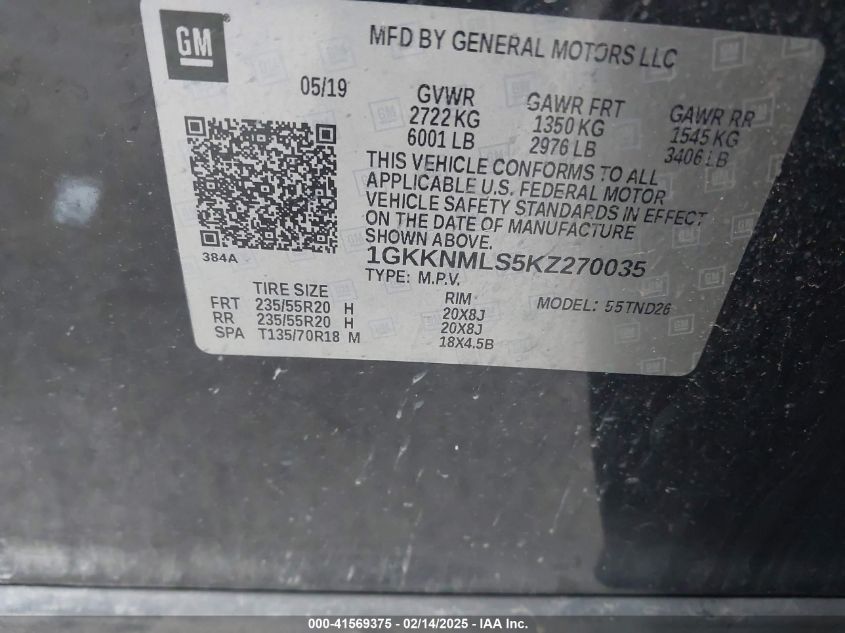 GM
MFD BY GENERAL MOTORS LLC
05/19
GVWR GAWR FRT GAWR RR
2722 KG 1350 KG 1545 KG
6001 LB 2976 LB 3406 LB
THIS VEHICLE CONFORMS TO ALL
APPLICABLE U.S. FEDERAL MOTOR
VEHICLE SAFETY STANDARDS IN EFFECT
ON THE DATE OF MANUFACTURE
SHOWN ABOVE.
384A
1GKKNMLS5KZ270035
TYPE: M.P.V. MODEL: 55TND26
TIRE SIZE RIM
FRT 235/55R20 H 20X8J
RR 235/55R20 H 20X8J
SPA T135/70R18 M 18X4.5B
000-41569375 - 02/14/2025 - IAA Inc.